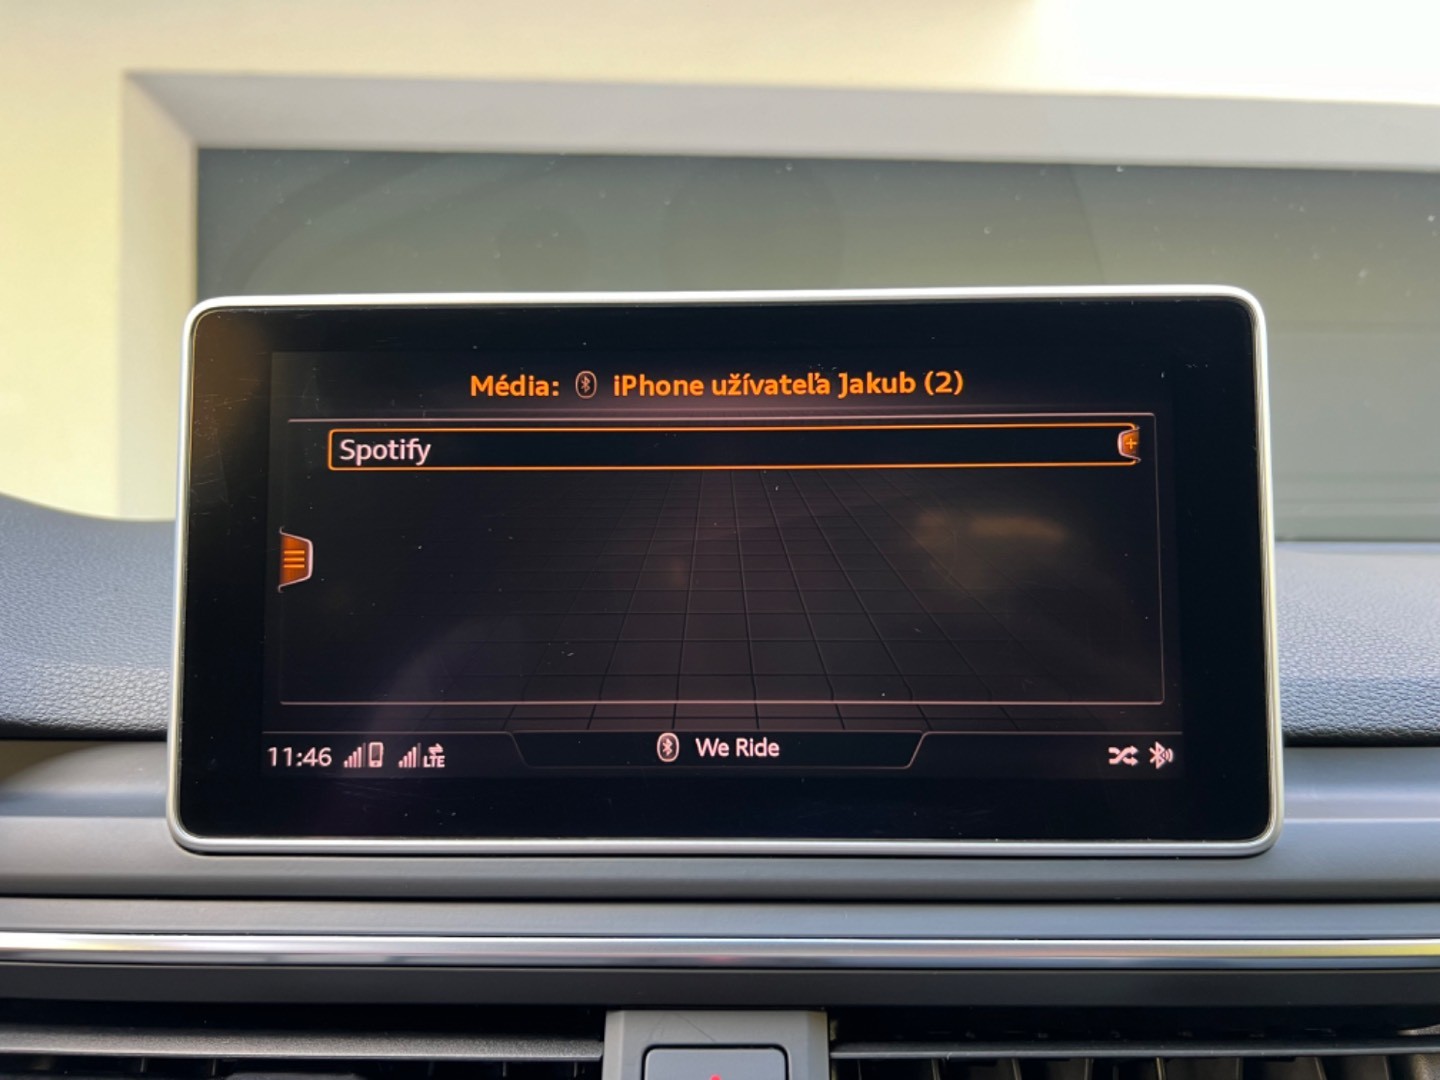 Média: iPhone užívateľa Jakub (2)
Spotify
11:46 LTE We Ride